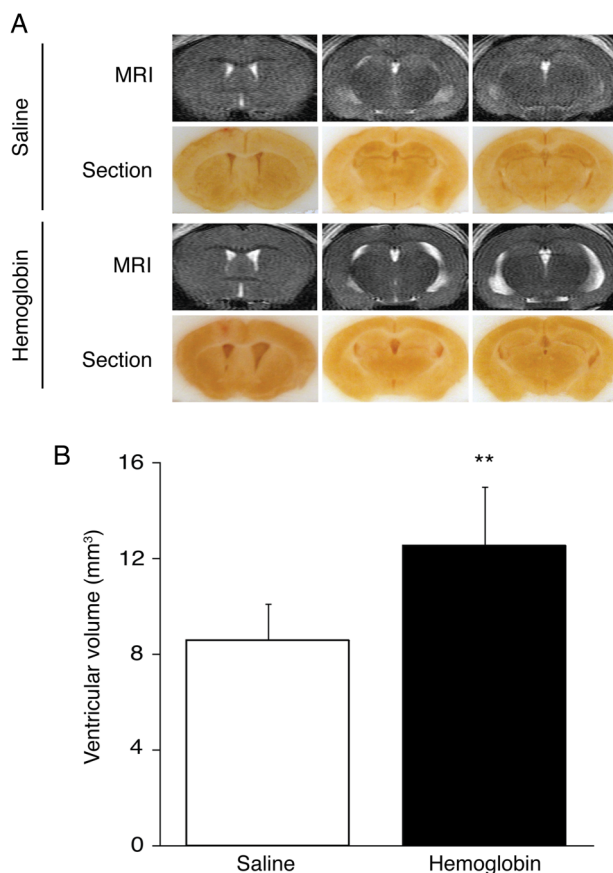 A
Saline
MRI
Section
Hemoglobin
MRI
Section
B
Ventricular volume (mm³)
16
12
8
4
0
**
Saline
Hemoglobin